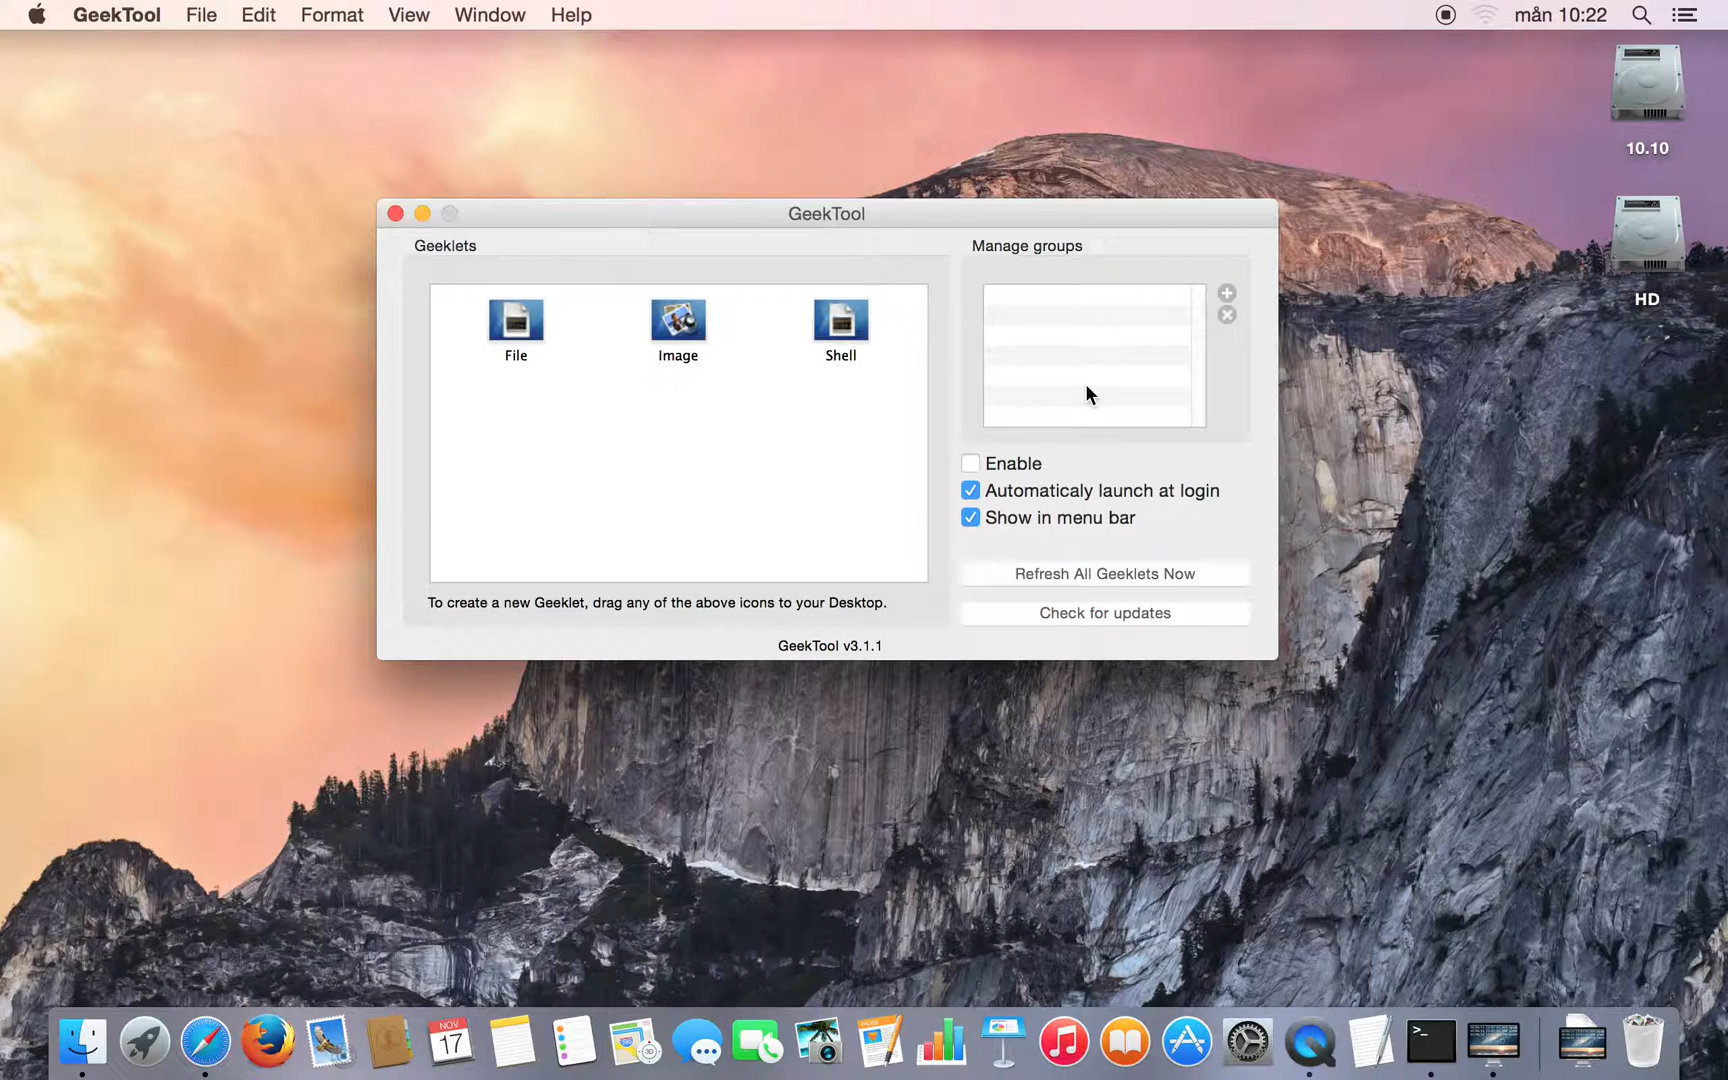 GeekTool File Edit Format View Window Help
mån 10:22
10.10
HD
GeekTool
Geeklets
Manage groups
File
Image
Shell
Enable
Automaticaly launch at login
Show in menu bar
Refresh All Geeklets Now
To create a new Geeklet, drag any of the above icons to your Desktop.
Check for updates
GeekTool v3.1.1
NOV
17
3D
PAGES
>_